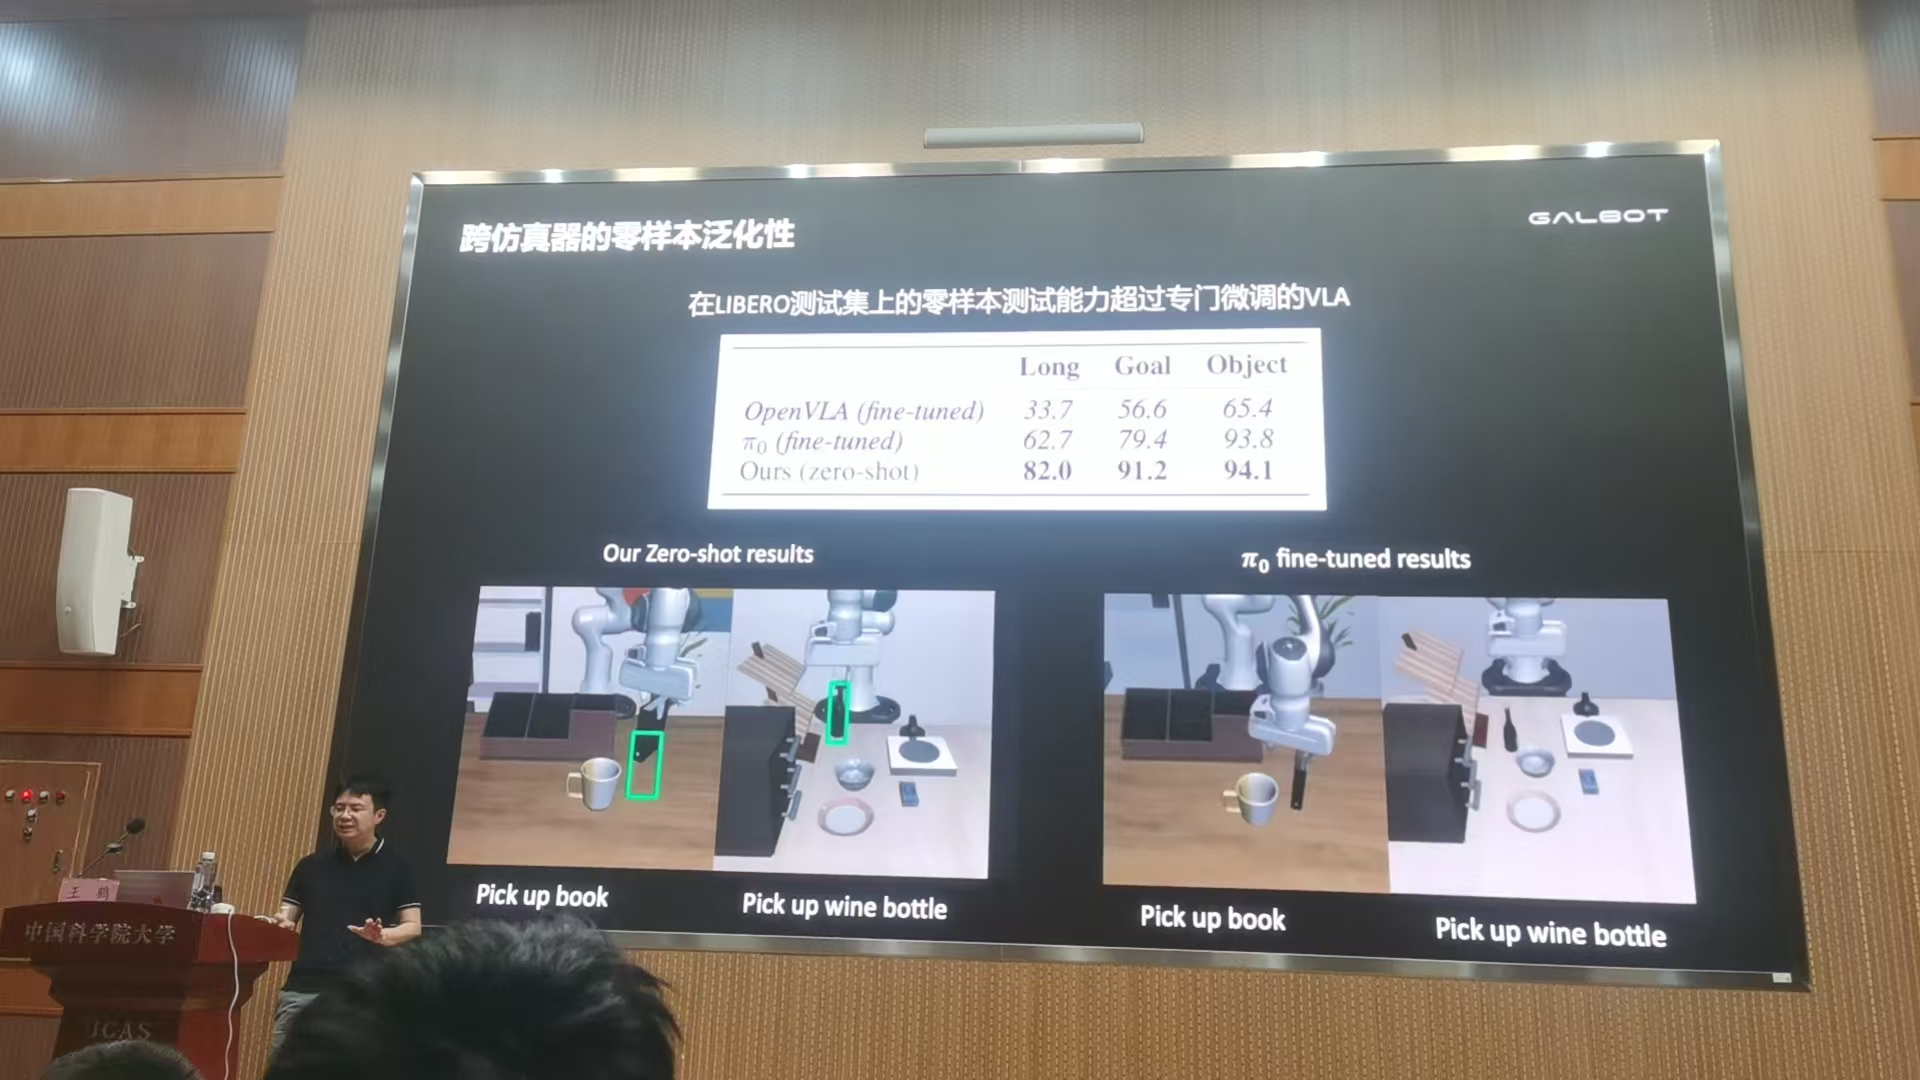 跨仿真器的零样本泛化性
GALBOT
在LIBERO测试集上的零样本测试能力超过专门微调的VLA
Long Goal Object
OpenVLA (fine-tuned) 33.7 56.6 65.4
π0 (fine-tuned) 62.7 79.4 93.8
Ours (zero-shot) 82.0 91.2 94.1
Our Zero-shot results
π0 fine-tuned results
Pick up book
Pick up wine bottle
Pick up book
Pick up wine bottle
王 鹤
中国科学院大学
UCAS